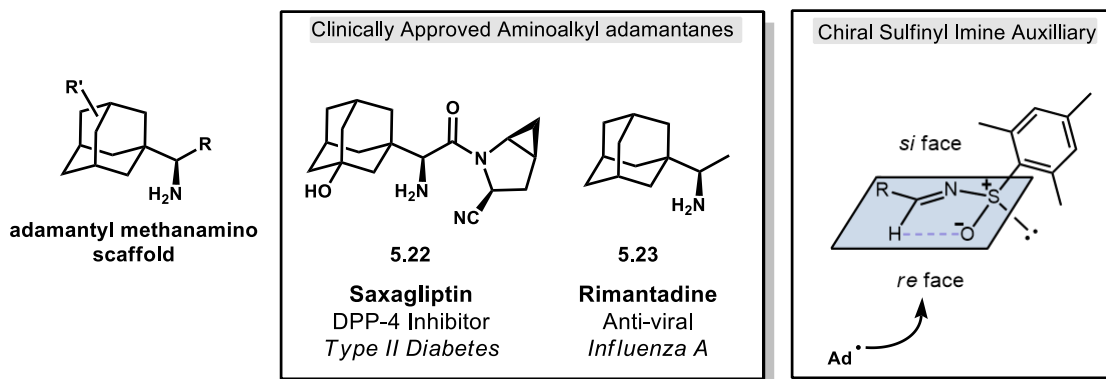 R'
R
H₂N
adamantyl methanamino
scaffold
Clinically Approved Aminoalkyl adamantanes
O
N
HO
H₂N
NC
5.22
Saxagliptin
DPP-4 Inhibitor
Type II Diabetes
H₂N
5.23
Rimantadine
Anti-viral
Influenza A
Chiral Sulfinyl Imine Auxilliary
si face
R
N
+
S
H
-
O
re face
Ad•